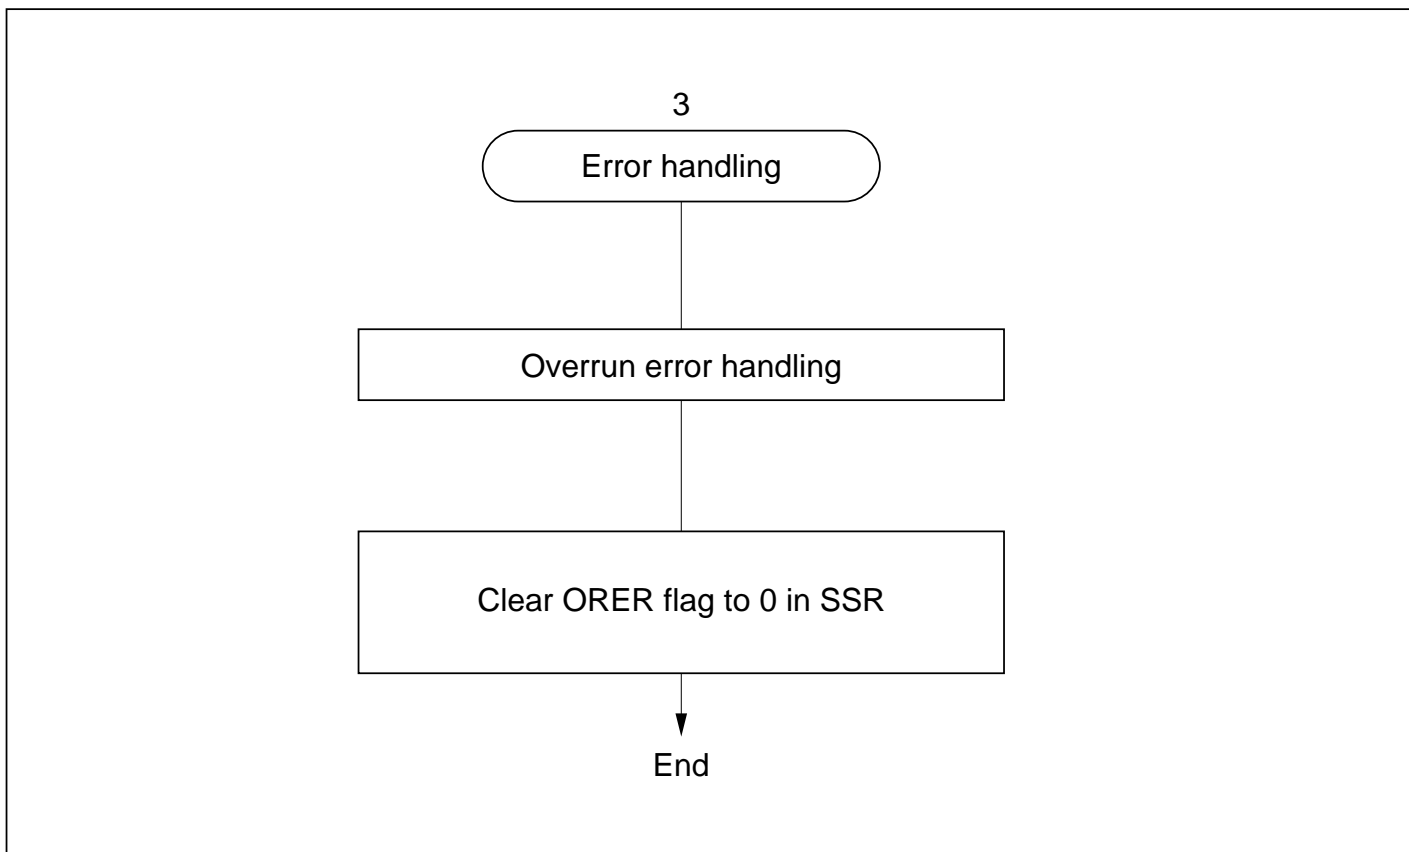 3
Error handling
Overrun error handling
Clear ORER flag to 0 in SSR
End